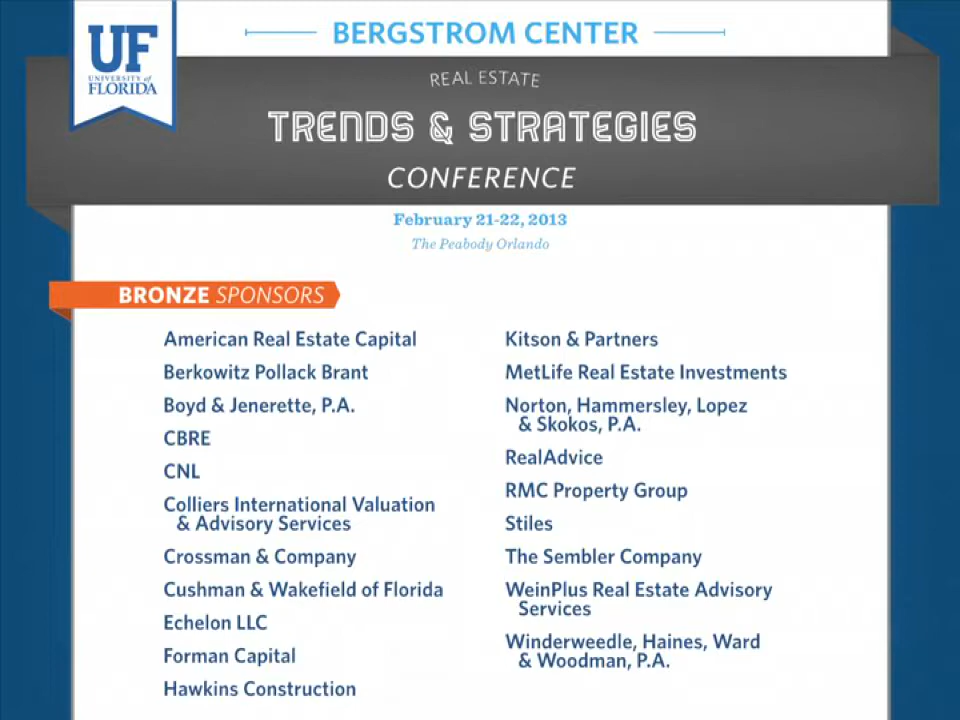 UF
UNIVERSITY of
FLORIDA
BERGSTROM CENTER
REAL ESTATE
TRENDS & STRATEGIES
CONFERENCE
February 21-22, 2013
The Peabody Orlando
BRONZE SPONSORS
American Real Estate Capital
Berkowitz Pollack Brant
Boyd & Jenerette, P.A.
CBRE
CNL
Colliers International Valuation
& Advisory Services
Crossman & Company
Cushman & Wakefield of Florida
Echelon LLC
Forman Capital
Hawkins Construction
Kitson & Partners
MetLife Real Estate Investments
Norton, Hammersley, Lopez
& Skokos, P.A.
RealAdvice
RMC Property Group
Stiles
The Sembler Company
WeinPlus Real Estate Advisory
Services
Winderweedle, Haines, Ward
& Woodman, P.A.